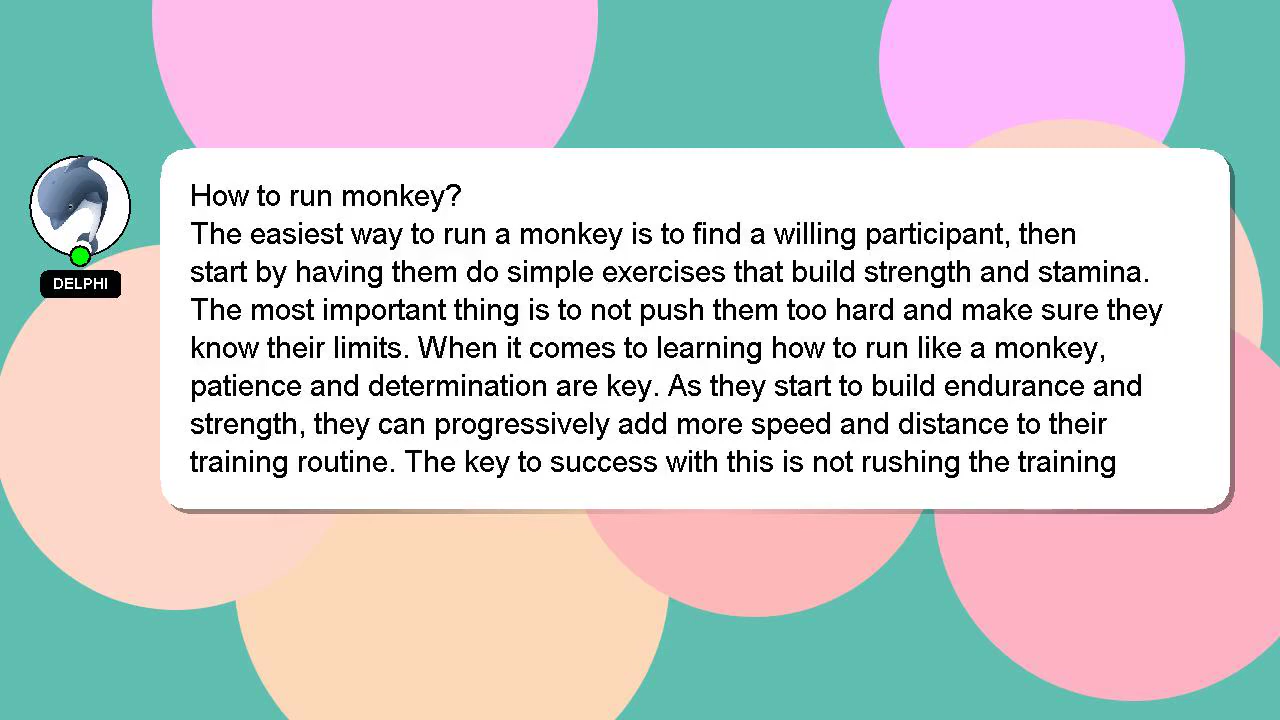 How to run monkey?
The easiest way to run a monkey is to find a willing participant, then
start by having them do simple exercises that build strength and stamina.
The most important thing is to not push them too hard and make sure they
know their limits. When it comes to learning how to run like a monkey,
patience and determination are key. As they start to build endurance and
strength, they can progressively add more speed and distance to their
training routine. The key to success with this is not rushing the training
DELPHI